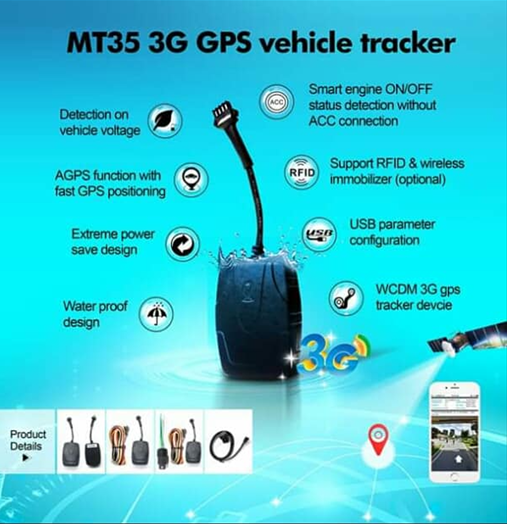 MT35 3G GPS vehicle tracker
Detection on
vehicle voltage
ACC
Smart engine ON/OFF
status detection without
ACC connection
AGPS function with
fast GPS positioning
RFID
Support RFID & wireless
immobilizer (optional)
Extreme power
save design
USB
USB parameter
configuration
Water proof
design
WCDM 3G gps
tracker devcie
3G
Product
Details